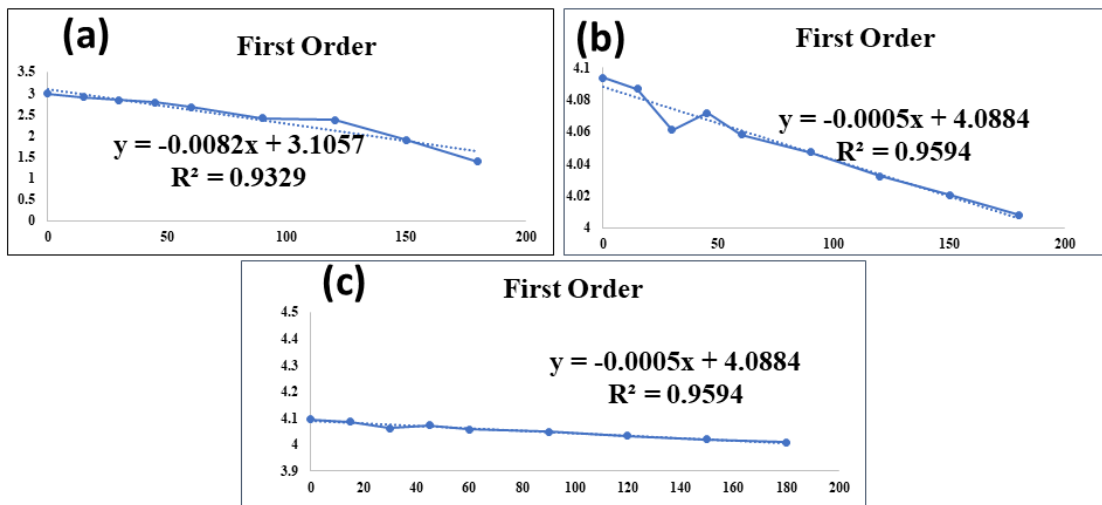 (a)
First Order
3.5
3
2.5
2
1.5
1
0.5
0
y = -0.0082x + 3.1057
R² = 0.9329
0 50 100 150 200
(b)
First Order
4.1
4.08
4.06
4.04
4.02
4
y = -0.0005x + 4.0884
R² = 0.9594
0 50 100 150 200
(c)
First Order
4.5
4.4
4.3
4.2
4.1
4
3.9
y = -0.0005x + 4.0884
R² = 0.9594
0 20 40 60 80 100 120 140 160 180 200